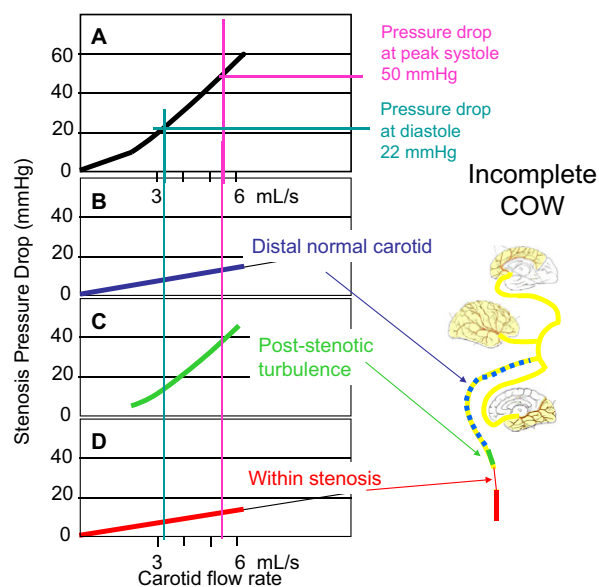 A
60
40
20
0
3
6
mL/s
Pressure drop
at peak systole
50 mmHg
Pressure drop
at diastole
22 mmHg
Stenosis Pressure Drop (mmHg)
B
40
20
0
Distal normal carotid
C
40
20
0
Post-stenotic
turbulence
D
40
20
0
Within stenosis
3
6
mL/s
Carotid flow rate
Incomplete
COW